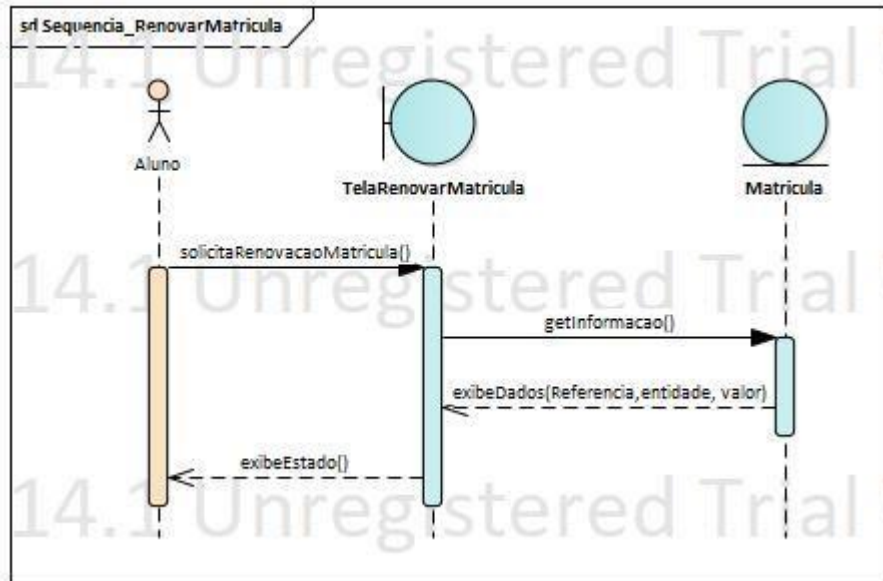 sd Sequencia_RenovarMatricula
14.1 Unregistered Trial
Aluno
TelaRenovarMatricula
Matricula
solicitaRenovacaoMatricula()
14.1 Unregistered Trial
getInformacao()
exibeDados(Referencia,entidade, valor)
exibeEstado()
14.1 Unregistered Trial